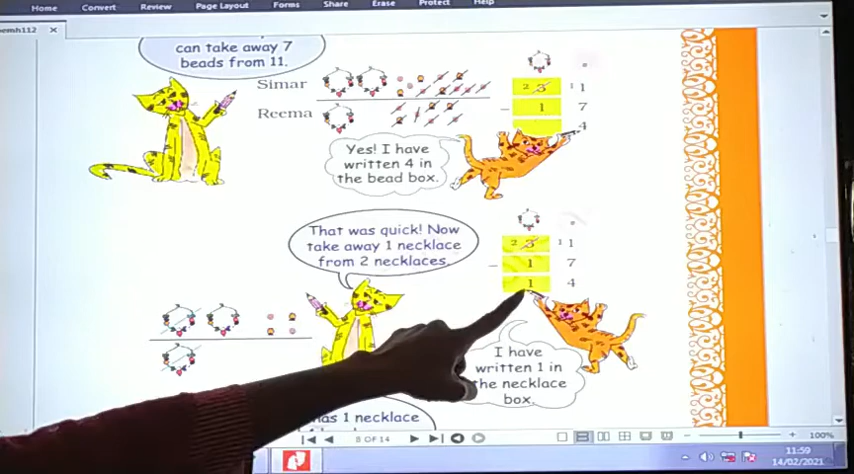 Home Convert Review Page Layout Forms Share Erase Protect Help
emh112 ×
can take away 7
beads from 11.
Simar
Reema
2 3 1 1
- 1 7
4
Yes! I have
written 4 in
the bead box.
That was quick! Now
take away 1 necklace
from 2 necklaces.
2 3 1 1
- 1 7
1 4
I have
written 1 in
the necklace
box.
has 1 necklace
8 OF 14
100%
11:59
14/02/2021